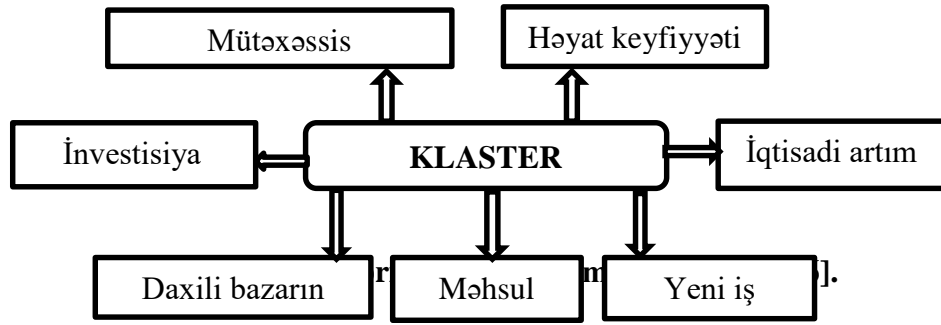 Mütəxəssis
Həyat keyfiyyəti
İnvestisiya
KLASTER
İqtisadi artım
Daxili bazarın
Məhsul
Yeni iş
].